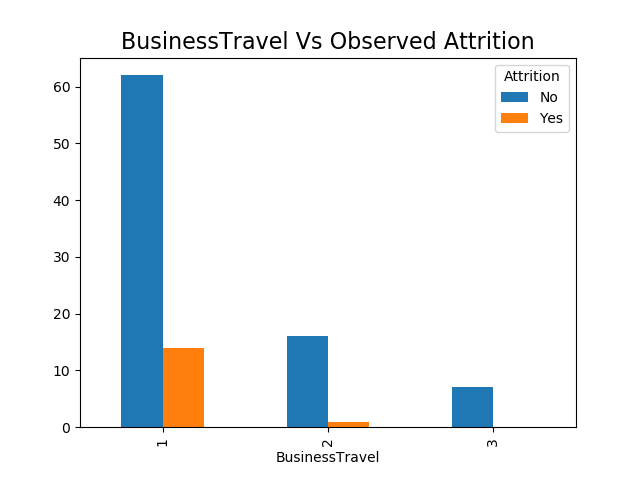 BusinessTravel Vs Observed Attrition
Attrition
No
Yes
60
50
40
30
20
10
0
1
2
3
BusinessTravel